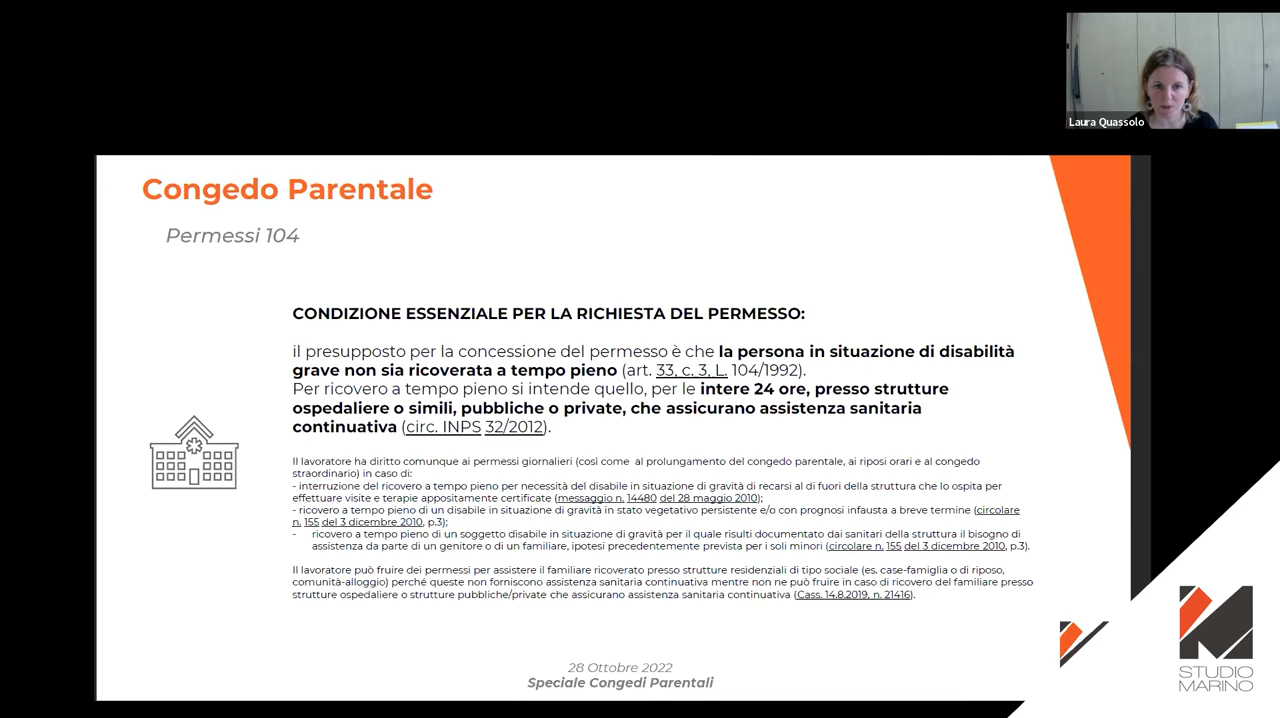 Laura Quassolo
Congedo Parentale
Permessi 104
CONDIZIONE ESSENZIALE PER LA RICHIESTA DEL PERMESSO:
il presupposto per la concessione del permesso è che la persona in situazione di disabilità
grave non sia ricoverata a tempo pieno (art. 33, c. 3, L. 104/1992).
Per ricovero a tempo pieno si intende quello, per le intere 24 ore, presso strutture
ospedaliere o simili, pubbliche o private, che assicurano assistenza sanitaria
continuativa (circ. INPS 32/2012).
Il lavoratore ha diritto comunque ai permessi giornalieri (così come al prolungamento del congedo parentale, ai riposi orari e al congedo
straordinario) in caso di:
- interruzione del ricovero a tempo pieno per necessità del disabile in situazione di gravità di recarsi al di fuori della struttura che lo ospita per
effettuare visite e terapie appositamente certificate (messaggio n. 14480 del 28 maggio 2010);
- ricovero a tempo pieno di un disabile in situazione di gravità in stato vegetativo persistente e/o con prognosi infausta a breve termine (circolare
n. 155 del 3 dicembre 2010, p.3);
- ricovero a tempo pieno di un soggetto disabile in situazione di gravità per il quale risulti documentato dai sanitari della struttura il bisogno di
assistenza da parte di un genitore o di un familiare, ipotesi precedentemente prevista per i soli minori (circolare n. 155 del 3 dicembre 2010, p.3).
Il lavoratore può fruire dei permessi per assistere il familiare ricoverato presso strutture residenziali di tipo sociale (es. case-famiglia o di riposo,
comunità-alloggio) perché queste non forniscono assistenza sanitaria continuativa mentre non ne può fruire in caso di ricovero del familiare presso
strutture ospedaliere o strutture pubbliche/private che assicurano assistenza sanitaria continuativa (Cass. 14.8.2019, n. 21416).
28 Ottobre 2022
Speciale Congedi Parentali
STUDIO
MARINO